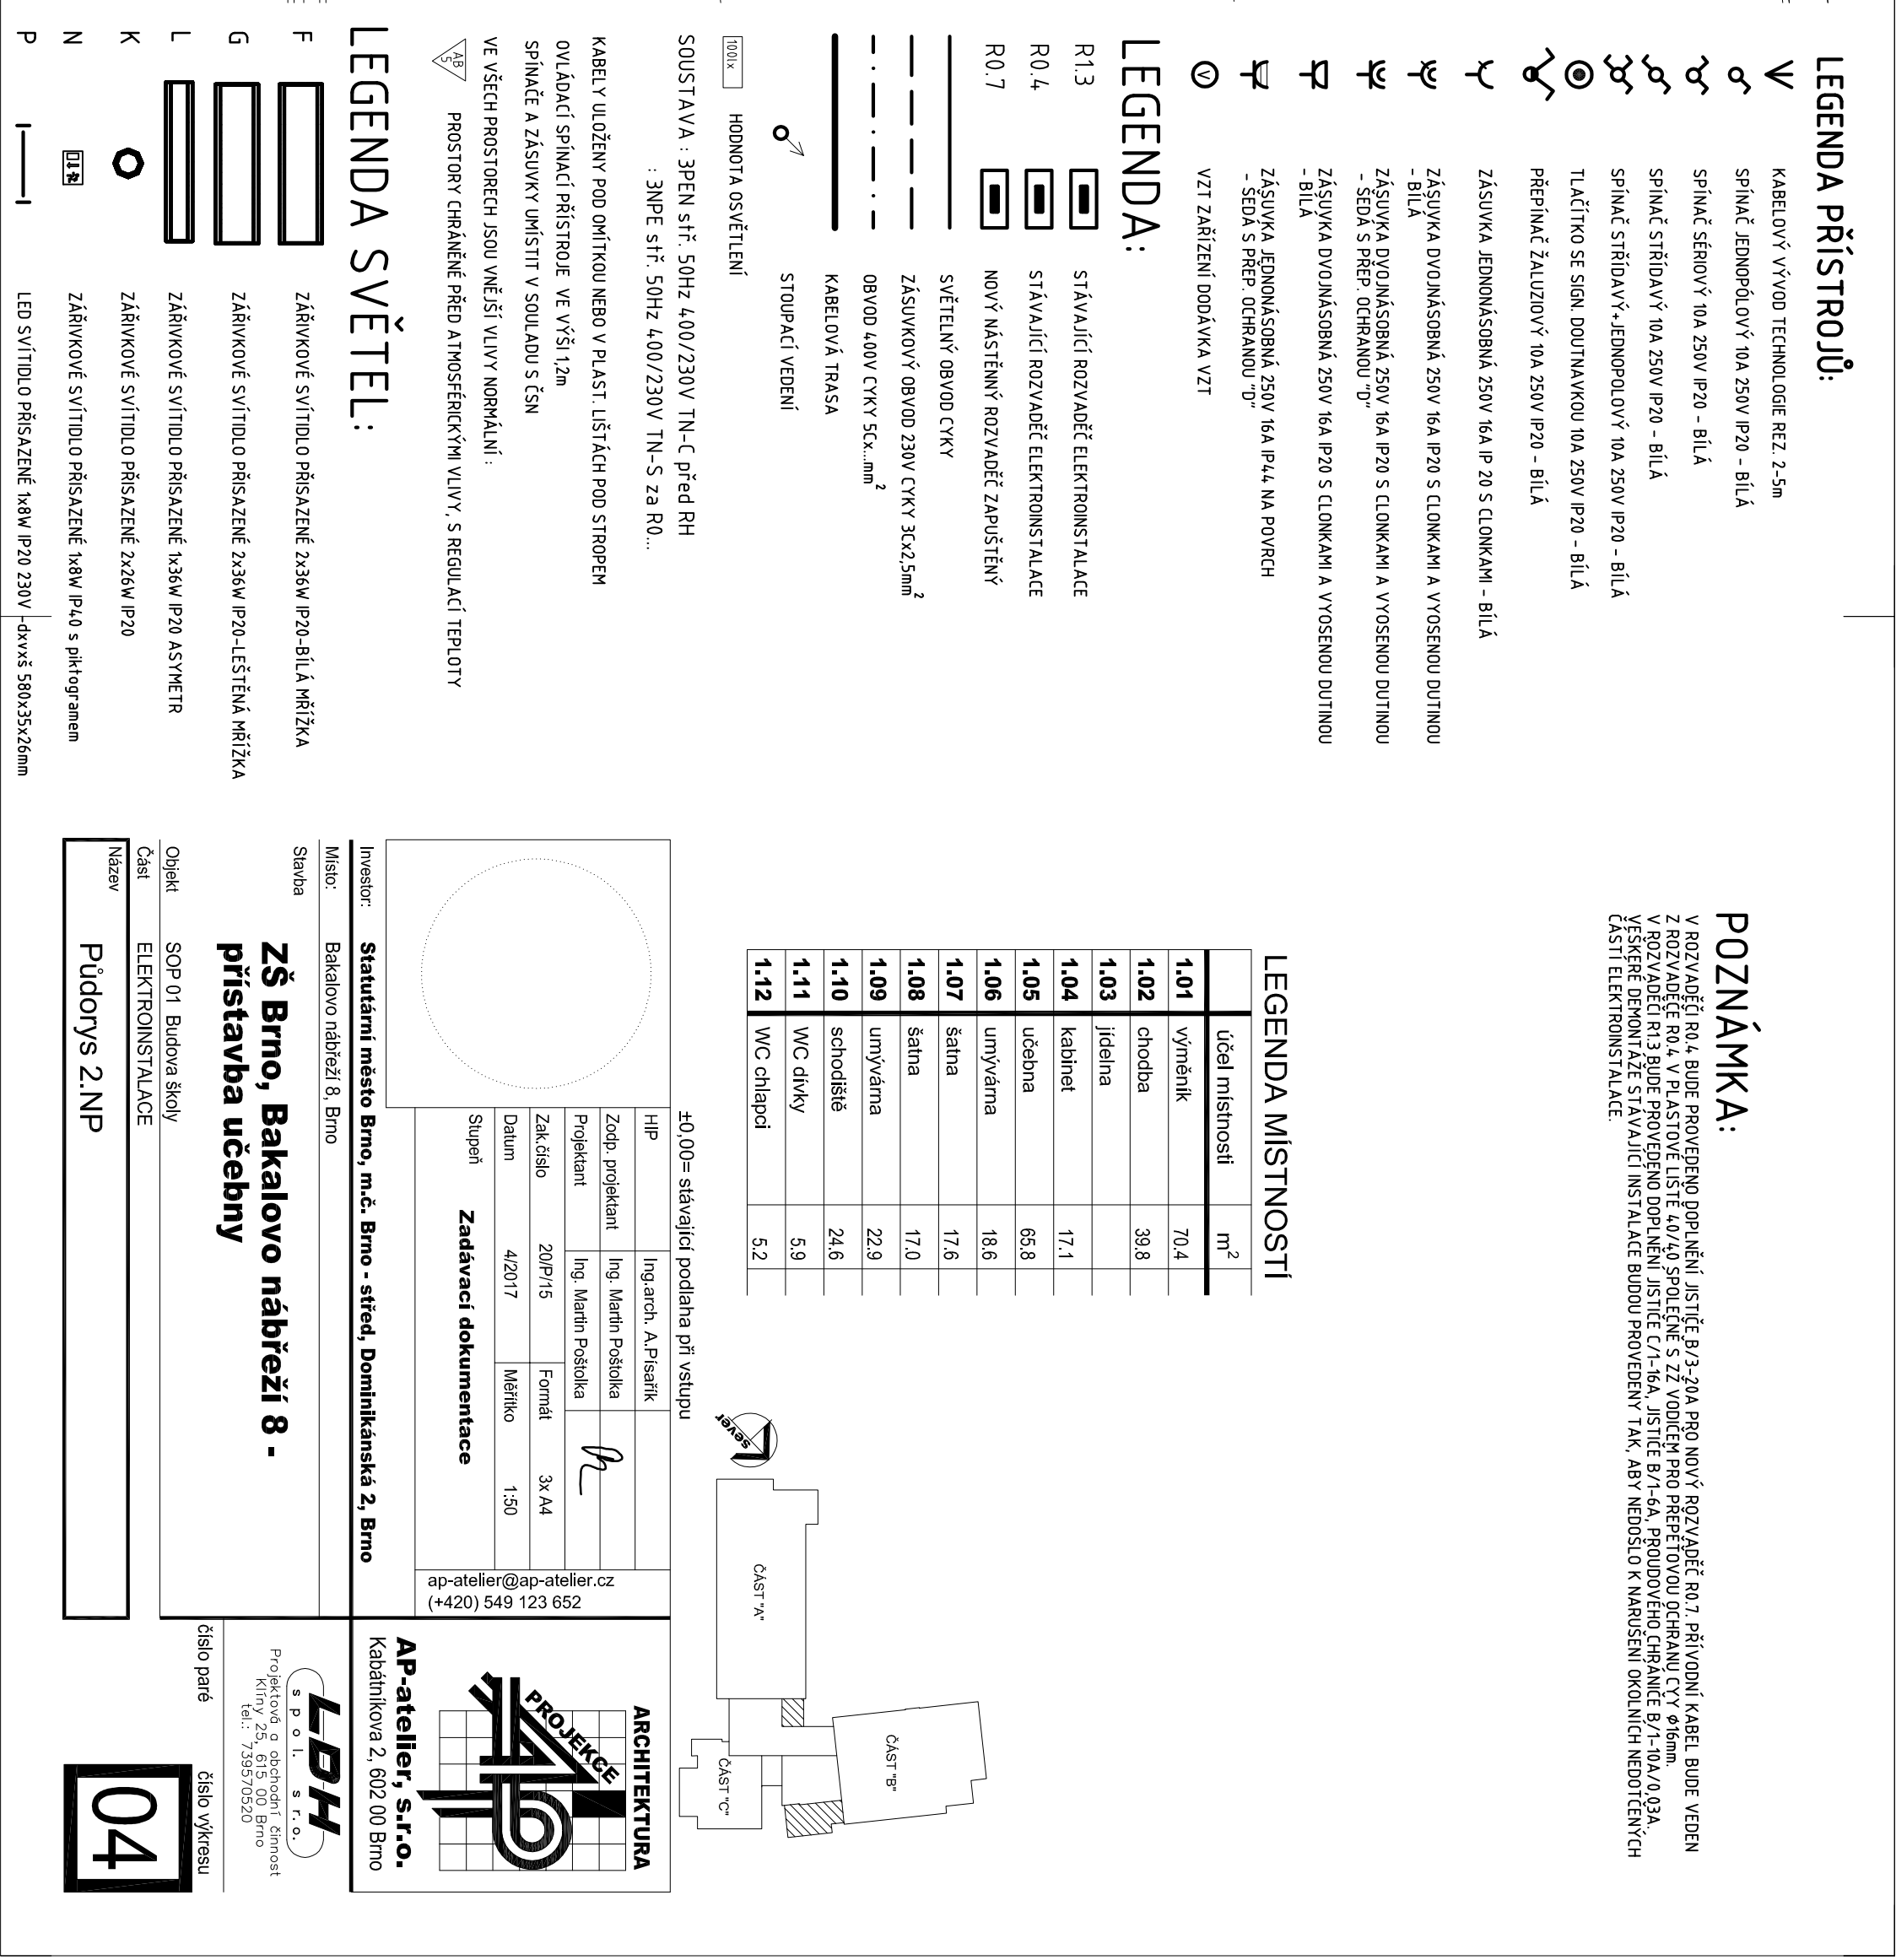 LEGENDA PŘÍSTROJŮ:
KABELOVÝ VÝVOD TECHNOLOGIE REZ. 2-5m
SPÍNAČ JEDNOPÓLOVÝ 10A 250V IP20 - BÍLÁ
SPÍNAČ SÉRIOVÝ 10A 250V IP20 - BÍLÁ
SPÍNAČ STŘÍDAVÝ 10A 250V IP20 - BÍLÁ
SPÍNAČ STŘÍDAVÝ+JEDNOPOLOVÝ 10A 250V IP20 - BÍLÁ
TLAČÍTKO SE SIGN. DOUTNAVKOU 10A 250V IP20 - BÍLÁ
PŘEPÍNAČ ŽALUZIOVÝ 10A 250V IP20 - BÍLÁ
ZÁSUVKA JEDNONÁSOBNÁ 250V 16A IP 20 S CLONKAMI - BÍLÁ
ZÁSUVKA DVOJNÁSOBNÁ 250V 16A IP20 S CLONKAMI A VYOSENOU DUTINOU
- BÍLÁ
ZÁSUVKA DVOJNÁSOBNÁ 250V 16A IP20 S CLONKAMI A VYOSENOU DUTINOU
- ŠEDÁ S PŘEP. OCHRANOU "D"
ZÁSUVKA DVOJNÁSOBNÁ 250V 16A IP20 S CLONKAMI A VYOSENOU DUTINOU
- BÍLÁ
ZÁSUVKA JEDNONÁSOBNÁ 250V 16A IP44 NA POVRCH
- ŠEDÁ S PŘEP. OCHRANOU "D"
V VZT ZAŘÍZENÍ DODÁVKA VZT
LEGENDA:
R1.3 STÁVAJÍCÍ ROZVADĚČ ELEKTROINSTALACE
R0.4 STÁVAJÍCÍ ROZVADĚČ ELEKTROINSTALACE
R0.7 NOVÝ NÁSTĚNNÝ ROZVADĚČ ZAPUŠTĚNÝ
SVĚTELNÝ OBVOD CYKY
ZÁSUVKOVÝ OBVOD 230V CYKY 3Cx2,5mm²
OBVOD 400V CYKY 5Cx...mm²
KABELOVÁ TRASA
STOUPACÍ VEDENÍ
100lx HODNOTA OSVĚTLENÍ
SOUSTAVA : 3PEN stř. 50Hz 400/230V TN-C před RH
: 3NPE stř. 50Hz 400/230V TN-S za R0...
KABELY ULOŽENY POD OMÍTKOU NEBO V PLAST. LIŠTÁCH POD STROPEM
OVLÁDACÍ SPÍNACÍ PŘÍSTROJE VE VÝŠI 1,2m
SPÍNAČE A ZÁSUVKY UMÍSTIT V SOULADU S ČSN
VE VŠECH PROSTORECH JSOU VNĚJŠÍ VLIVY NORMÁLNÍ :
AB
5
PROSTORY CHRÁNĚNÉ PŘED ATMOSFÉRICKÝMI VLIVY, S REGULACÍ TEPLOTY
LEGENDA SVĚTEL:
F ZÁŘIVKOVÉ SVÍTIDLO PŘISAZENÉ 2x36W IP20-BÍLÁ MŘÍŽKA
G ZÁŘIVKOVÉ SVÍTIDLO PŘISAZENÉ 2x36W IP20-LEŠTĚNÁ MŘÍŽKA
L ZÁŘIVKOVÉ SVÍTIDLO PŘISAZENÉ 1x36W IP20 ASYMETR
K ZÁŘIVKOVÉ SVÍTIDLO PŘISAZENÉ 2x26W IP20
N ZÁŘIVKOVÉ SVÍTIDLO PŘISAZENÉ 1x8W IP40 s piktogramem
P LED SVÍTIDLO PŘISAZENÉ 1x8W IP20 230V -dxvxš 580x35x26mm
POZNÁMKA:
V ROZVADĚČI R0.4 BUDE PROVEDENO DOPLNĚNÍ JISTIČE B/3-20A PRO NOVÝ ROZVADĚČ R0.7. PŘÍVODNÍ KABEL BUDE VEDEN
Z ROZVADĚČE R0.4 V PLASTOVÉ LIŠTĚ 40/40 SPOLEČNĚ S ZŽ VODIČEM PRO PŘEPĚŤOVOU OCHRANU CYY ø16mm.
V ROZVADĚČI R1.3 BUDE PROVEDENO DOPLNĚNÍ JISTIČE C/1-16A, JISTIČE B/1-6A, PROUDOVÉHO CHRÁNIČE B/1-10A/0,03A.
VEŠKERÉ DEMONTÁŽE STÁVAJÍCÍ INSTALACE BUDOU PROVEDENY TAK, ABY NEDOŠLO K NARUŠENÍ OKOLNÍCH NEDOTČENÝCH
ČÁSTÍ ELEKTROINSTALACE.
LEGENDA MÍSTNOSTÍ
účel místnosti m²
1.01 výměník 70.4
1.02 chodba 39.8
1.03 jídelna
1.04 kabinet 17.1
1.05 učebna 65.8
1.06 umývárna 18.6
1.07 šatna 17.6
1.08 šatna 17.0
1.09 umývárna 22.9
1.10 schodiště 24.6
1.11 WC dívky 5.9
1.12 WC chlapci 5.2
sever
ČÁST "A"
ČÁST "B"
ČÁST "C"
±0,00= stávající podlaha při vstupu
HIP Ing.arch. A.Písařík
Zodp. projektant Ing. Martin Poštolka
Projektant Ing. Martin Poštolka
Zak.číslo 20/P/15 Formát 3x A4
Datum 4/2017 Měřítko 1:50
Stupeň Zadávací dokumentace
ap-atelier@ap-atelier.cz
(+420) 549 123 652
ARCHITEKTURA
PROJEKCE
AP-atelier, s.r.o.
Kabátníkova 2, 602 00 Brno
Investor: Statutární město Brno, m.č. Brno - střed, Dominikánská 2, Brno
Místo: Bakalovo nábřeží 8, Brno
Stavba ZŠ Brno, Bakalovo nábřeží 8 -
přístavba učebny
Objekt SOP 01 Budova školy
Část ELEKTROINSTALACE
Název Půdorys 2.NP
LDH
spol. s r.o.
Projektová a obchodní činnost
Klíny 25, 615 00 Brno
tel.: 739570520
číslo paré
číslo výkresu
04